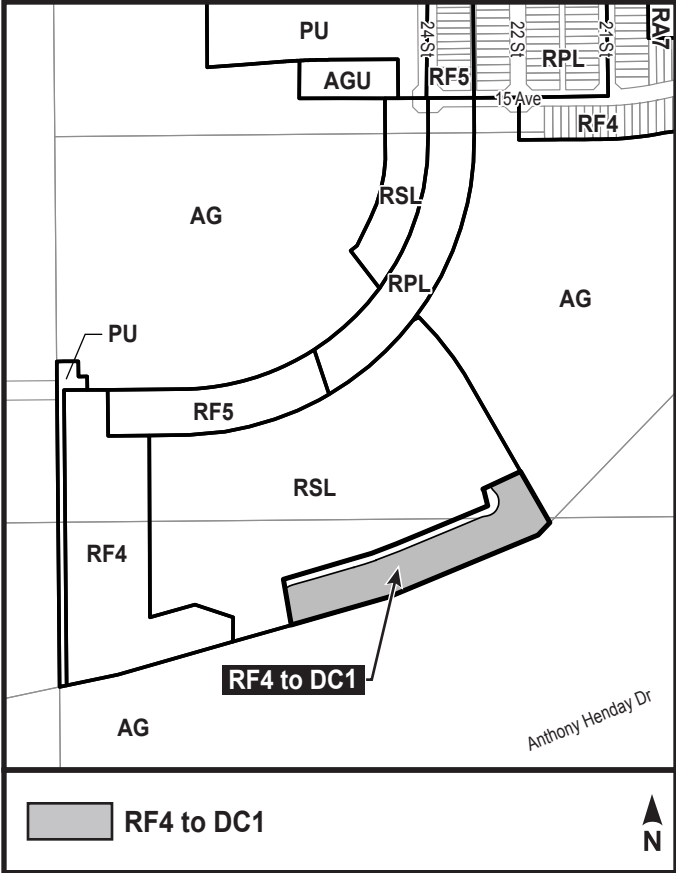 PU
24 St
22 St
21 St
RA7
AGU
RF5
RPL
15 Ave
RF4
AG
RSL
RPL
AG
PU
RF5
RSL
RF4
RF4 to DC1
AG
Anthony Henday Dr
RF4 to DC1
N